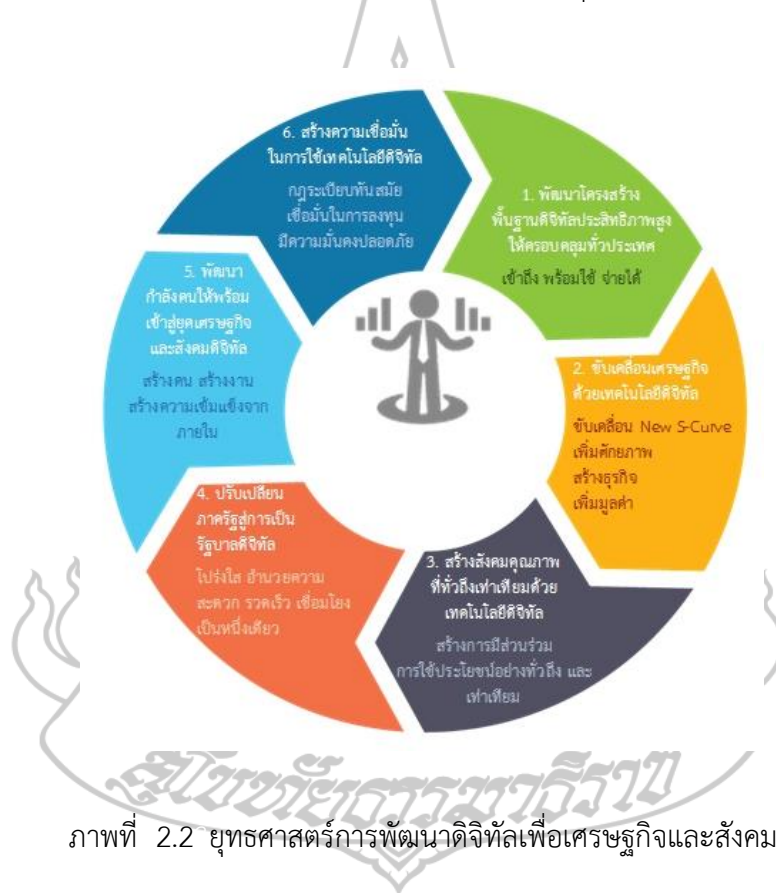 6. สร้างความเชื่อมั่น
ในการใช้เทคโนโลยีดิจิทัล
กฎระเบียบทันสมัย
เชื่อมั่นในการลงทุน
มีความมั่นคงปลอดภัย
1. พัฒนาโครงสร้าง
พื้นฐานดิจิทัลประสิทธิภาพสูง
ให้ครอบคลุมทั่วประเทศ
เข้าถึง พร้อมใช้ จ่ายได้
2. ขับเคลื่อนเศรษฐกิจ
ด้วยเทคโนโลยีดิจิทัล
ขับเคลื่อน New S-Curve
เพิ่มศักยภาพ
สร้างธุรกิจ
เพิ่มมูลค่า
3. สร้างสังคมคุณภาพ
ที่ทั่วถึงเท่าเทียมด้วย
เทคโนโลยีดิจิทัล
สร้างการมีส่วนร่วม
การใช้ประโยชน์อย่างทั่วถึง และ
เท่าเทียม
4. ปรับเปลี่ยน
ภาครัฐสู่การเป็น
รัฐบาลดิจิทัล
โปร่งใส อำนวยความ
สะดวก รวดเร็ว เชื่อมโยง
เป็นหนึ่งเดียว
5. พัฒนา
กำลังคนให้พร้อม
เข้าสู่ยุคเศรษฐกิจ
และสังคมดิจิทัล
สร้างคน สร้างงาน
สร้างความเข้มแข็งจาก
ภายใน
สุโขทัยธรรมาธิราช
ภาพที่ 2.2 ยุทธศาสตร์การพัฒนาดิจิทัลเพื่อเศรษฐกิจและสังคม